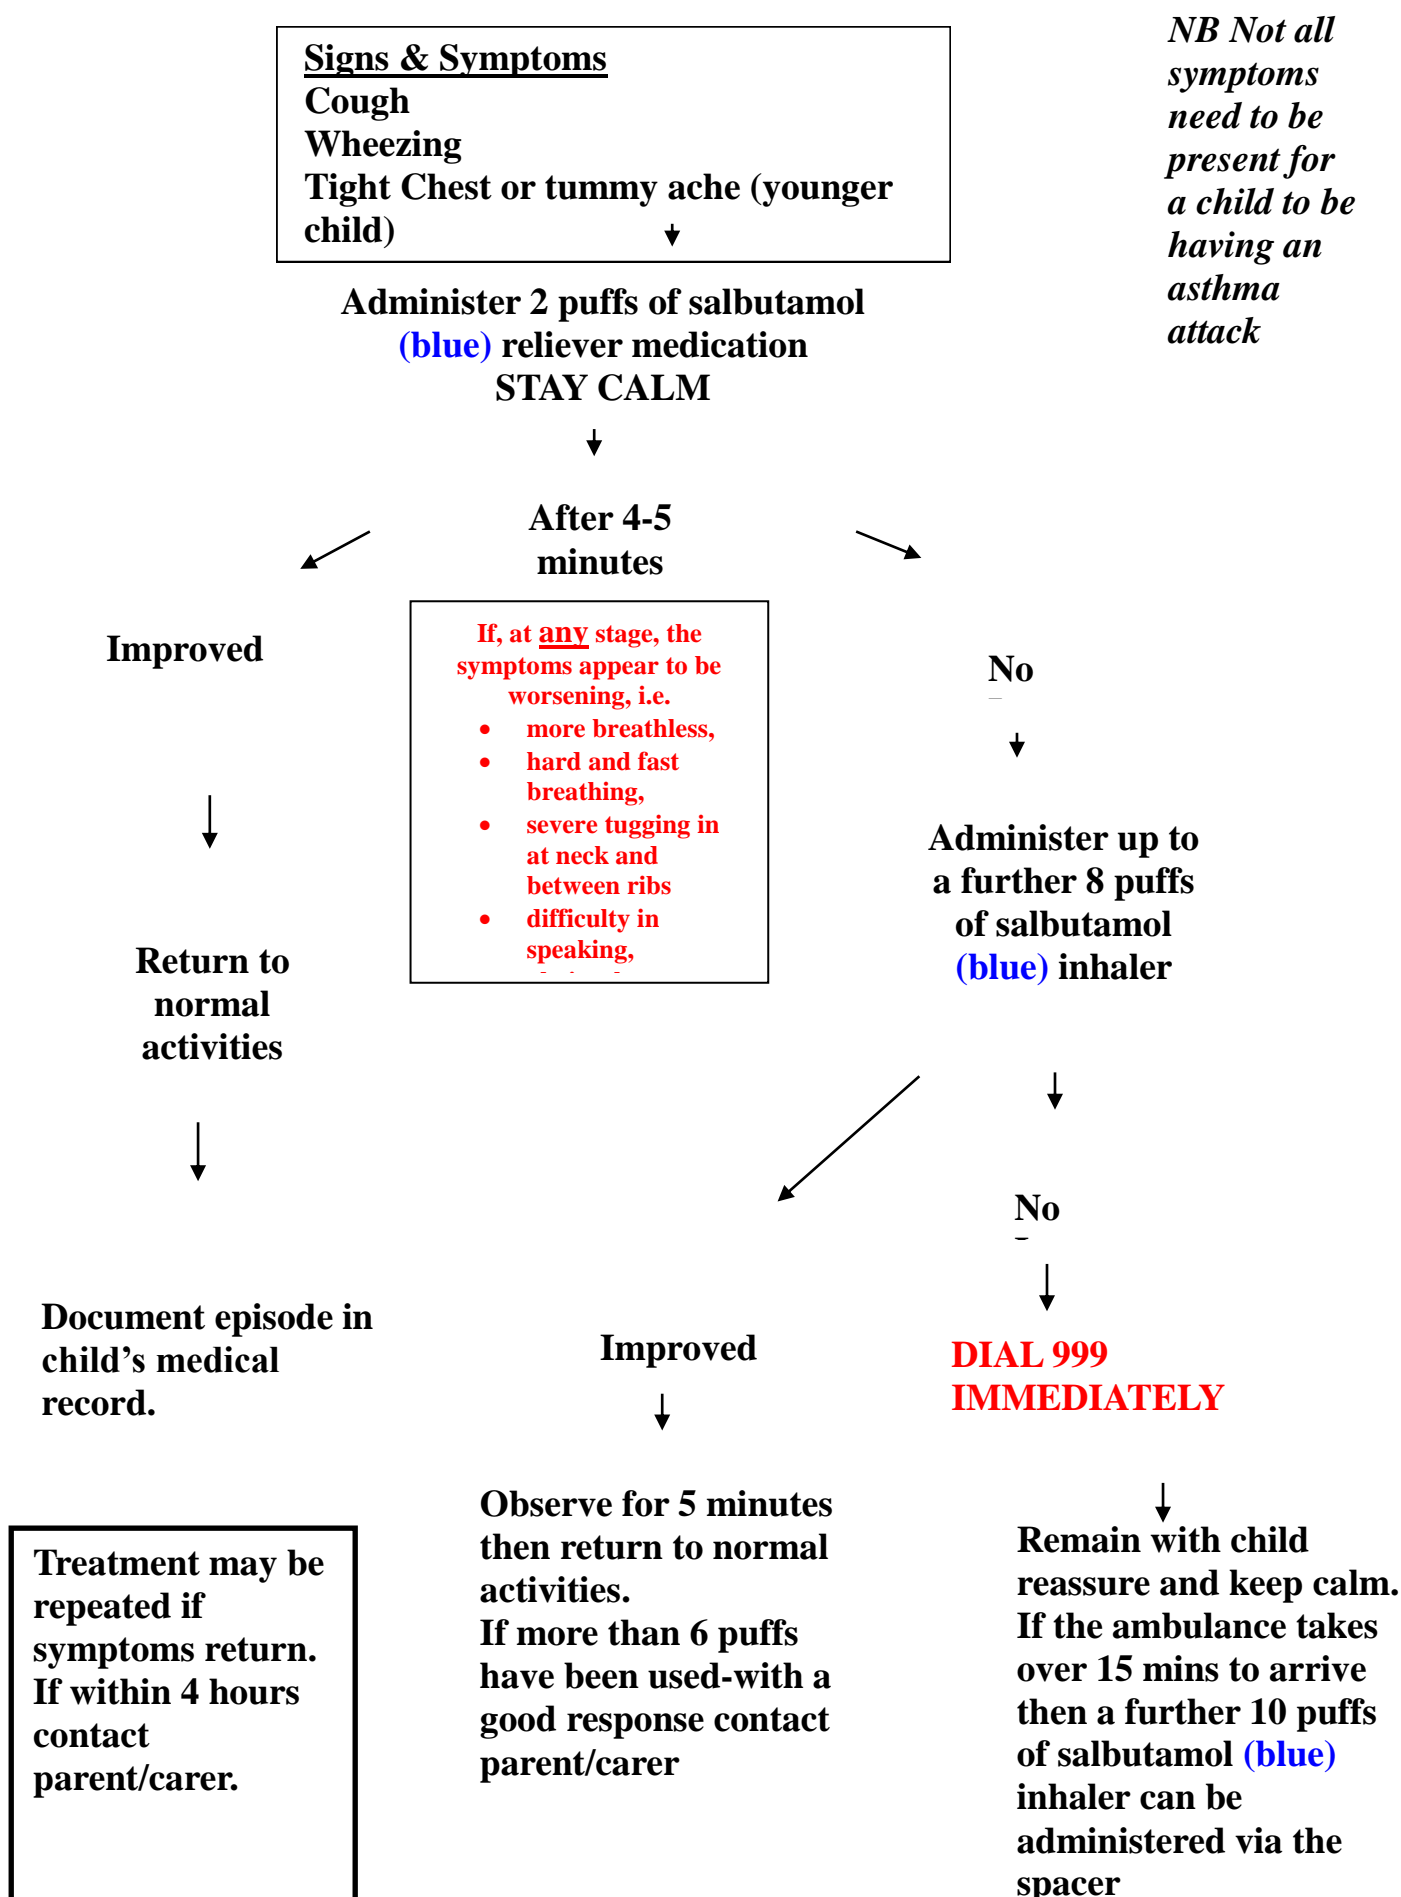 Signs & Symptoms
Cough
Wheezing
Tight Chest or tummy ache (younger
child)
NB Not all
symptoms
need to be
present for
a child to be
having an
asthma
attack
Administer 2 puffs of salbutamol
(blue) reliever medication
STAY CALM
After 4-5
minutes
Improved
If, at any stage, the
symptoms appear to be
worsening, i.e.
• more breathless,
• hard and fast
breathing,
• severe tugging in
at neck and
between ribs
• difficulty in
speaking,
No
Administer up to
a further 8 puffs
of salbutamol
(blue) inhaler
Return to
normal
activities
No
Document episode in
child’s medical
record.
Improved
DIAL 999
IMMEDIATELY
Treatment may be
repeated if
symptoms return.
If within 4 hours
contact
parent/carer.
Observe for 5 minutes
then return to normal
activities.
If more than 6 puffs
have been used-with a
good response contact
parent/carer
Remain with child
reassure and keep calm.
If the ambulance takes
over 15 mins to arrive
then a further 10 puffs
of salbutamol (blue)
inhaler can be
administered via the
spacer